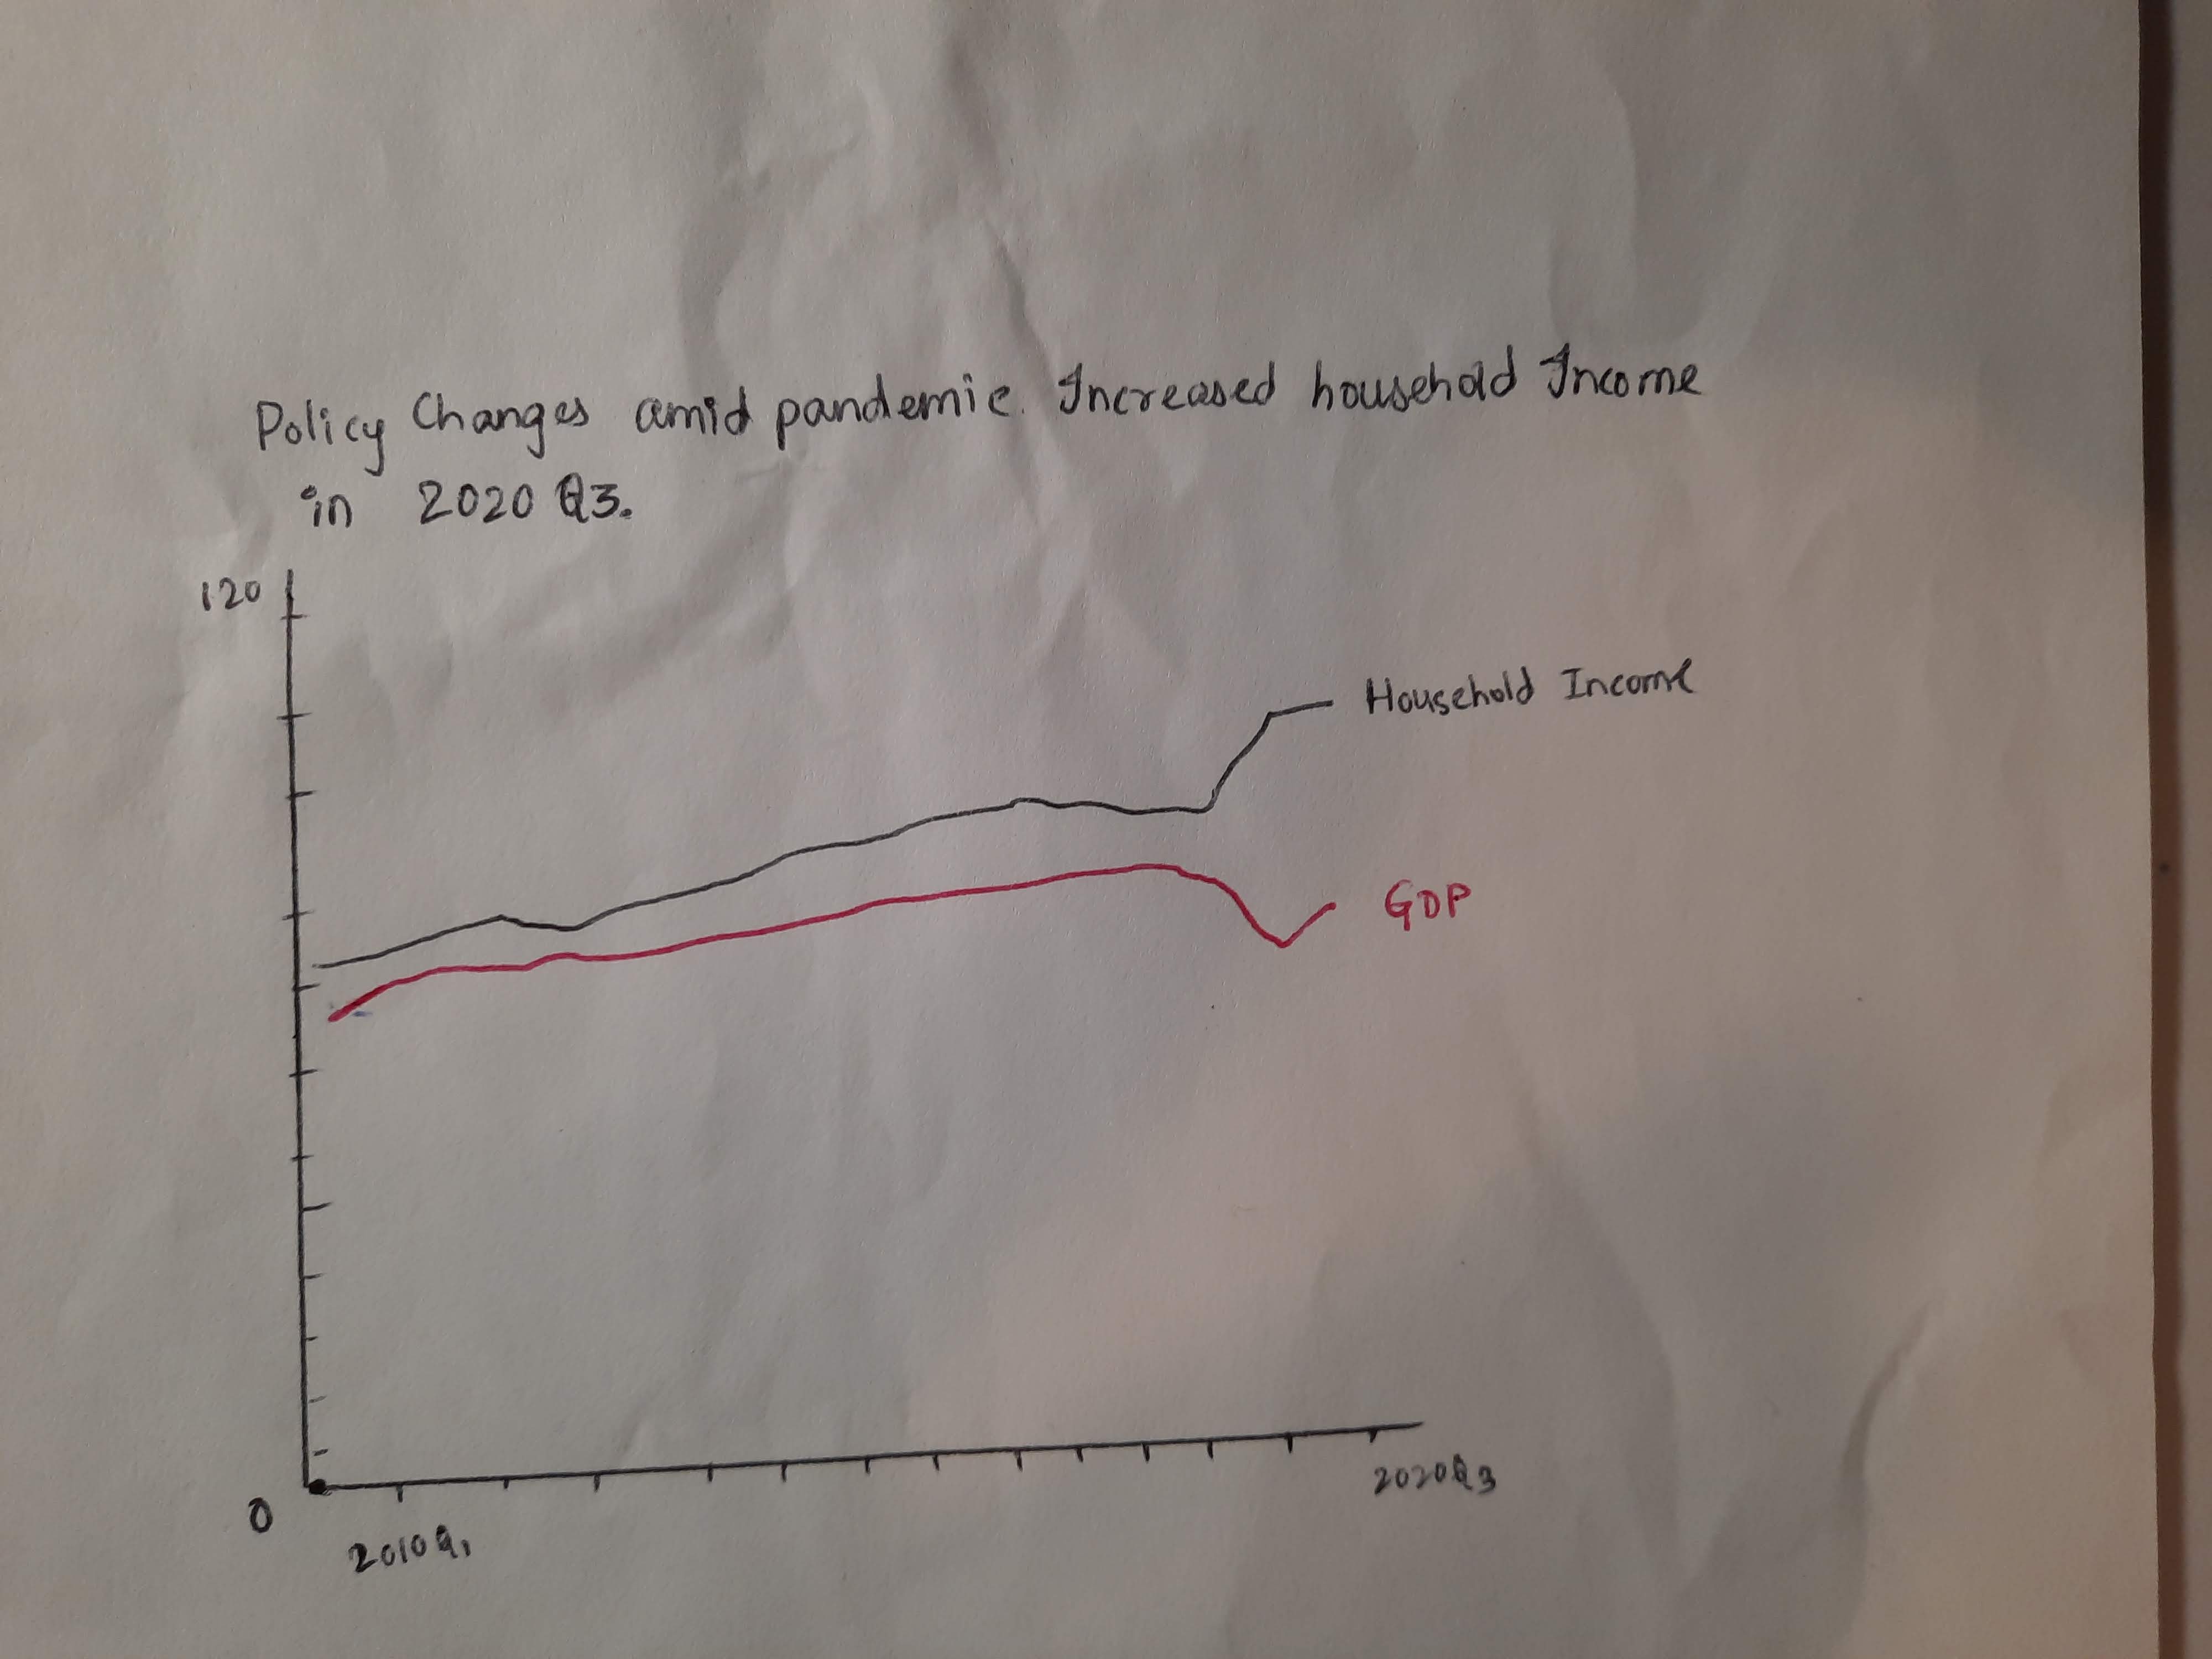 Policy Changes amid pandemic Increased household Income
in 2020 Q3.
120
Household Income
GDP
0
2010Q1
2020Q3